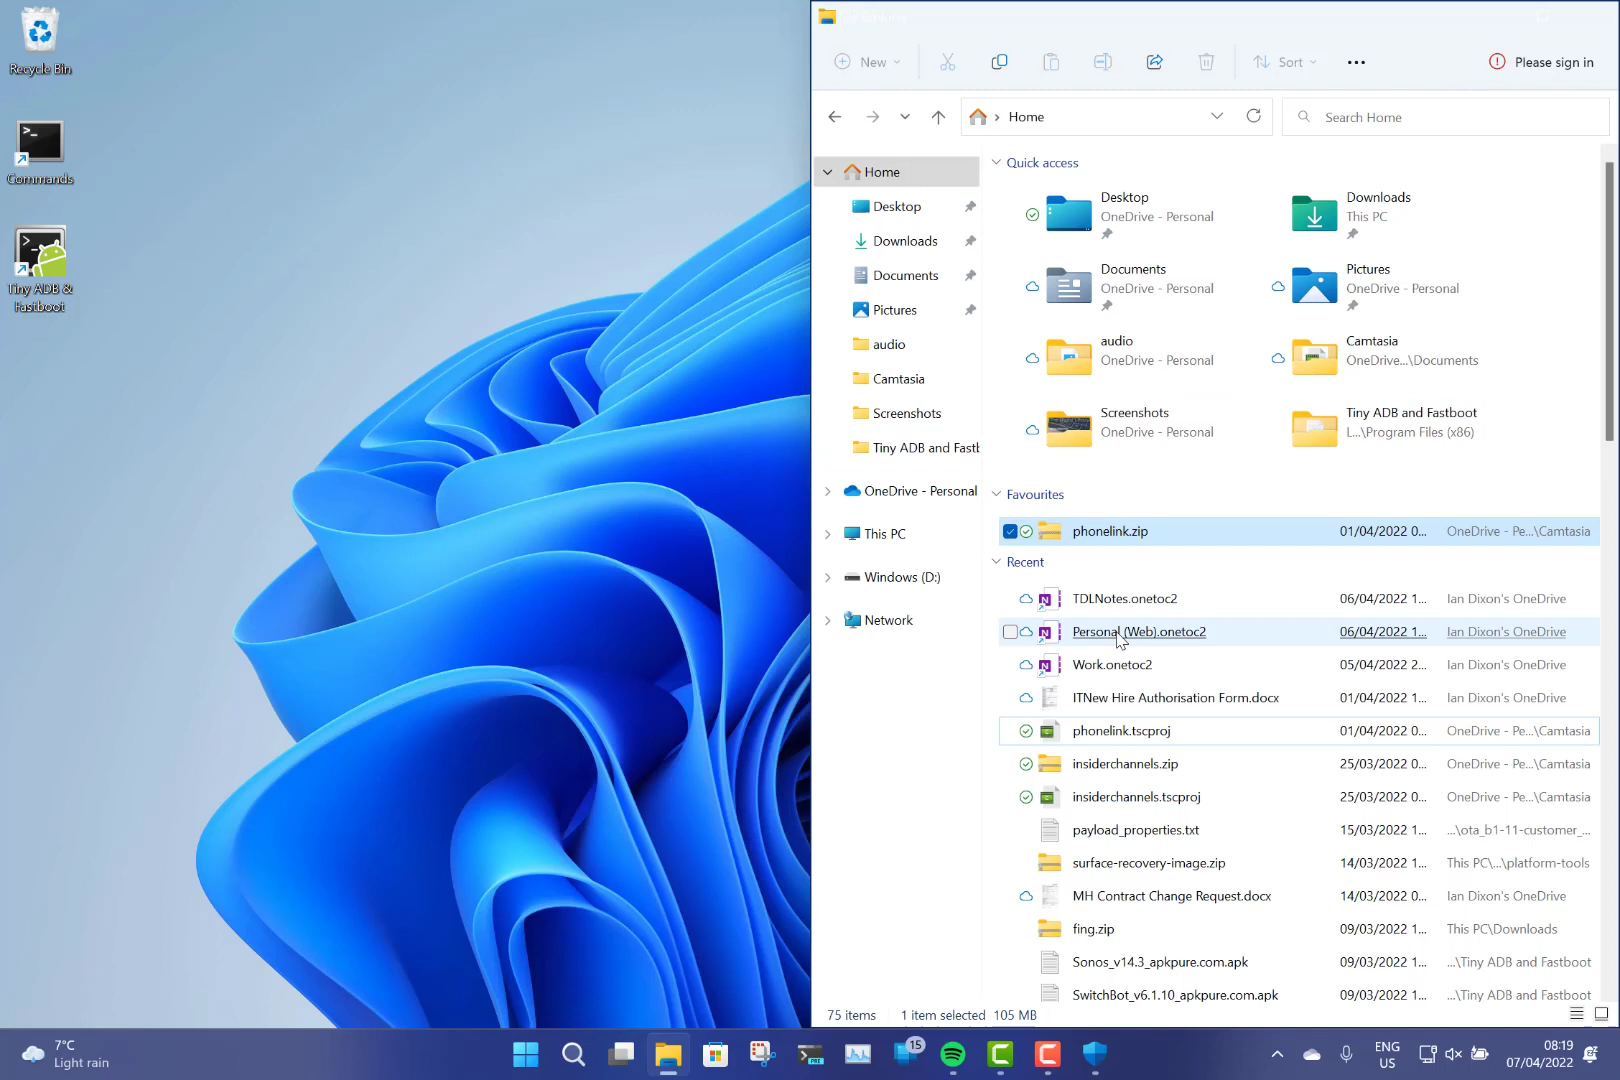 Recycle Bin
Commands
Tiny ADB &
Fastboot
New
Sort
Please sign in
Home
Search Home
Home
Desktop
Downloads
Documents
Pictures
audio
Camtasia
Screenshots
Tiny ADB and Fastb
OneDrive - Personal
This PC
Windows (D:)
Network
Quick access
Desktop
OneDrive - Personal
Downloads
This PC
Documents
OneDrive - Personal
Pictures
OneDrive - Personal
audio
OneDrive - Personal
Camtasia
OneDrive...\Documents
Screenshots
OneDrive - Personal
Tiny ADB and Fastboot
L...\Program Files (x86)
Favourites
phonelink.zip 01/04/2022 0... OneDrive - Pe...\Camtasia
Recent
TDLNotes.onetoc2 06/04/2022 1... Ian Dixon's OneDrive
Personal (Web).onetoc2 06/04/2022 1... Ian Dixon's OneDrive
Work.onetoc2 05/04/2022 2... Ian Dixon's OneDrive
ITNew Hire Authorisation Form.docx 01/04/2022 1... Ian Dixon's OneDrive
phonelink.tscproj 01/04/2022 0... OneDrive - Pe...\Camtasia
insiderchannels.zip 25/03/2022 0... OneDrive - Pe...\Camtasia
insiderchannels.tscproj 25/03/2022 0... OneDrive - Pe...\Camtasia
payload_properties.txt 15/03/2022 1... ...\ota_b1-11-customer_...
surface-recovery-image.zip 14/03/2022 1... This PC\...\platform-tools
MH Contract Change Request.docx 14/03/2022 1... Ian Dixon's OneDrive
fing.zip 09/03/2022 1... This PC\Downloads
Sonos_v14.3_apkpure.com.apk 09/03/2022 1... ...\Tiny ADB and Fastboot
SwitchBot_v6.1.10_apkpure.com.apk 09/03/2022 1... ...\Tiny ADB and Fastboot
75 items 1 item selected 105 MB
7°C
Light rain
PRE
15
ENG
US
08:19
07/04/2022